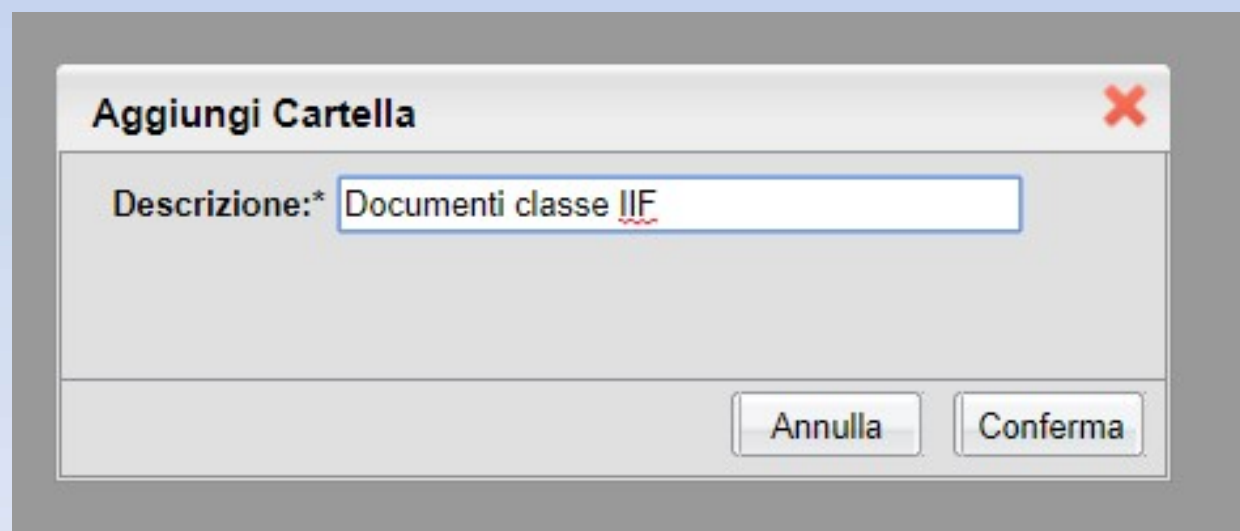 Aggiungi Cartella
Descrizione:* Documenti classe IIF
Annulla Conferma